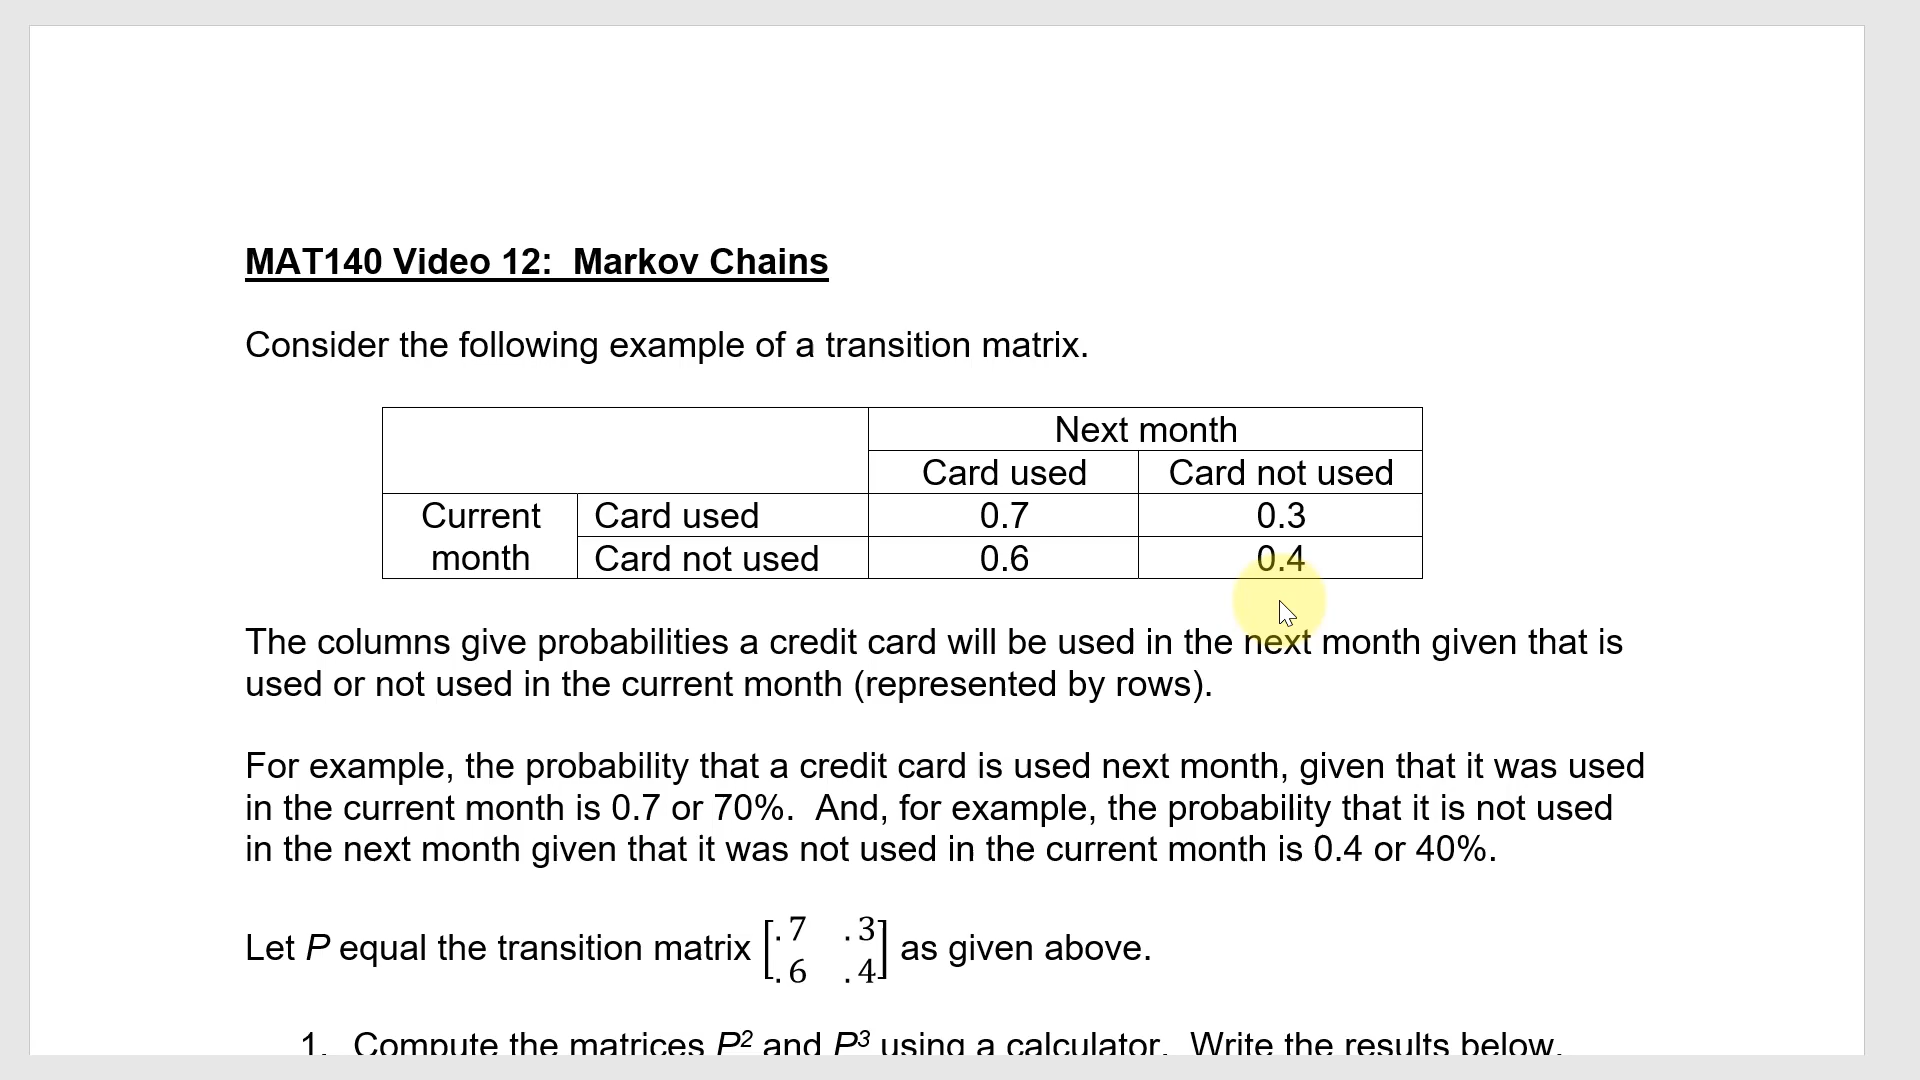 MAT140 Video 12:  Markov Chains
Consider the following example of a transition matrix.
Next month
Card used Card not used
Current month Card used 0.7 0.3
Card not used 0.6 0.4
The columns give probabilities a credit card will be used in the next month given that is
used or not used in the current month (represented by rows).
For example, the probability that a credit card is used next month, given that it was used
in the current month is 0.7 or 70%.  And, for example, the probability that it is not used
in the next month given that it was not used in the current month is 0.4 or 40%.
Let P equal the transition matrix [.7 .3 .6 .4] as given above.
1. Compute the matrices P² and P³ using a calculator.  Write the results below.